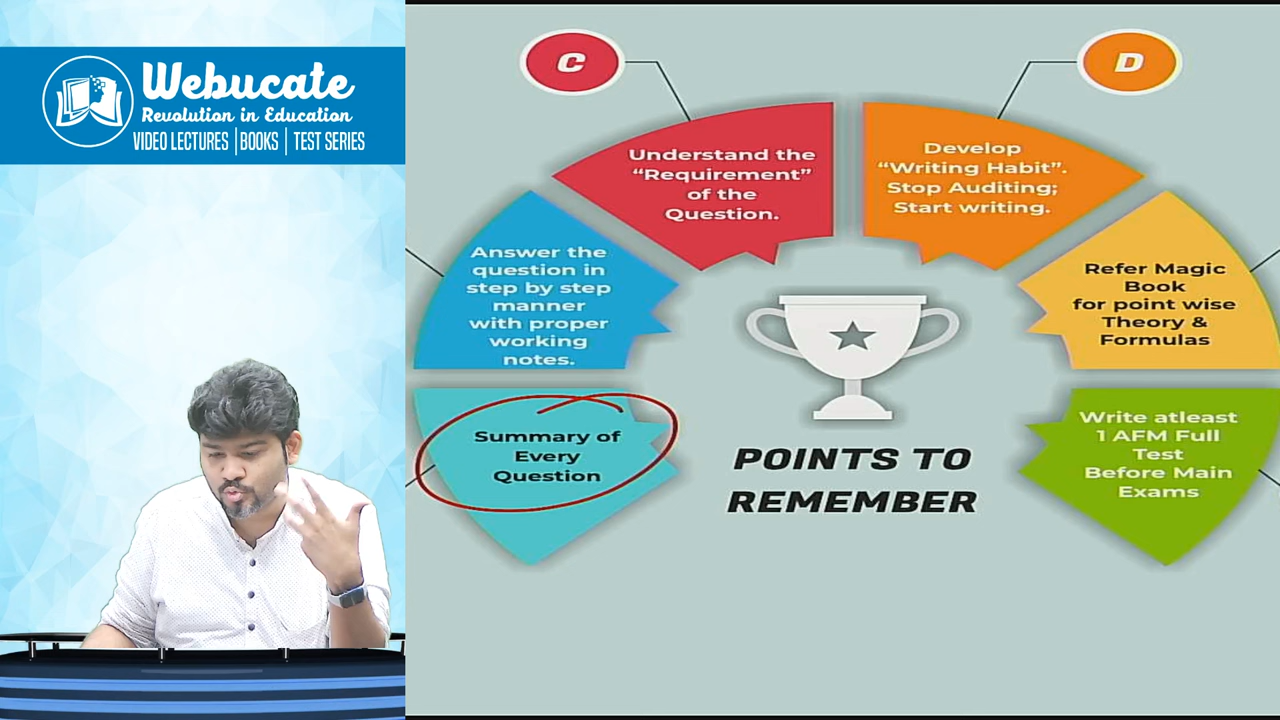 Webucate
Revolution in Education
VIDEO LECTURES | BOOKS | TEST SERIES
C
D
Understand the
“Requirement”
of the
Question.
Develop
“Writing Habit”.
Stop Auditing;
Start writing.
Answer the
question in
step by step
manner
with proper
working
notes.
Refer Magic
Book
for point wise
Theory &
Formulas
Summary of
Every
Question
Write atleast
1 AFM Full
Test
Before Main
Exams
POINTS TO
REMEMBER